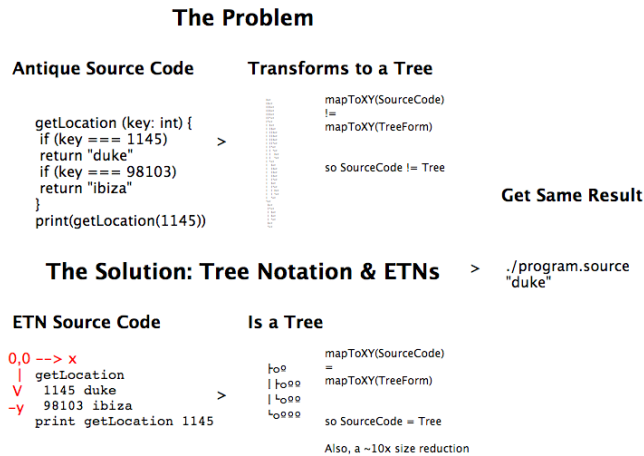 The Problem
Antique Source Code
Transforms to a Tree
getLocation (key: int) {
if (key === 1145)
return "duke"
if (key === 98103)
return "ibiza"
}
print(getLocation(1145))
>
mapToXY(SourceCode)
!=
mapToXY(TreeForm)
so SourceCode != Tree
Get Same Result
The Solution: Tree Notation & ETNs
>
./program.source
"duke"
ETN Source Code
Is a Tree
0,0 --> x
|
V
-y
getLocation
1145 duke
98103 ibiza
print getLocation 1145
>
mapToXY(SourceCode)
=
mapToXY(TreeForm)
so SourceCode = Tree
Also, a ~10x size reduction